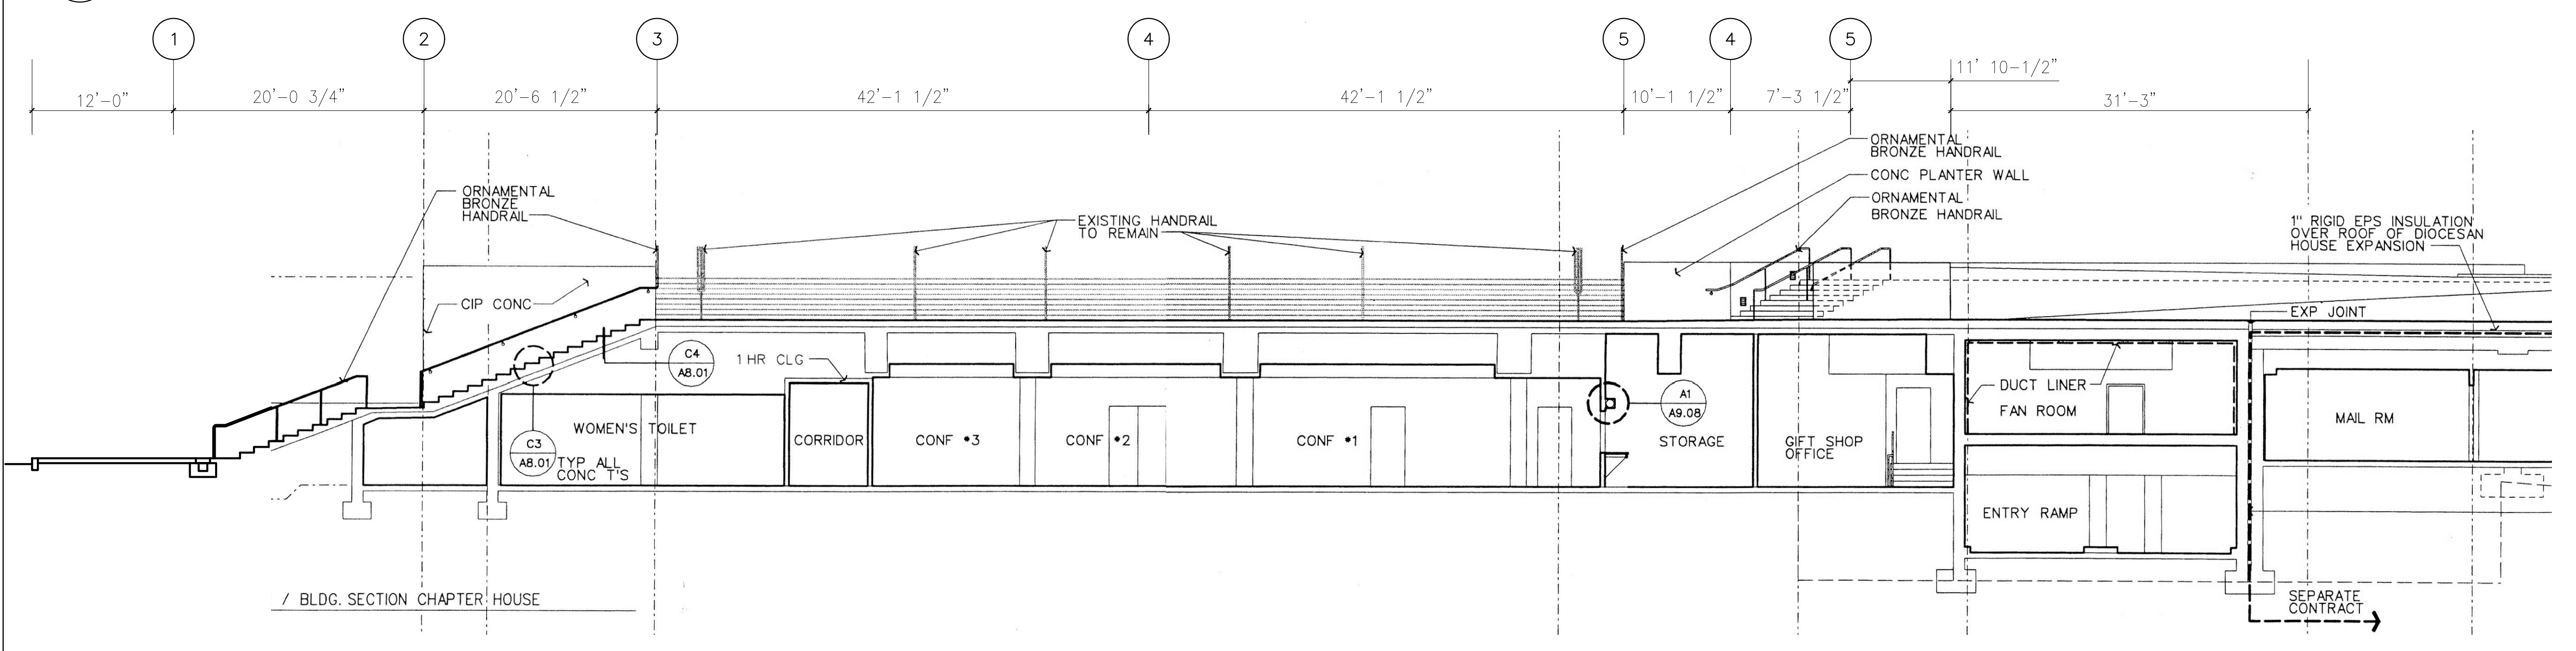 1
2
3
4
5
4
5
12'-0"
20'-0 3/4"
20'-6 1/2"
42'-1 1/2"
42'-1 1/2"
10'-1 1/2"
7'-3 1/2"
11' 10-1/2"
31'-3"
ORNAMENTAL
BRONZE
HANDRAIL
EXISTING HANDRAIL
TO REMAIN
ORNAMENTAL
BRONZE HANDRAIL
CONC PLANTER WALL
ORNAMENTAL
BRONZE HANDRAIL
1" RIGID EPS INSULATION
OVER ROOF OF DIOCESAN
HOUSE EXPANSION
CIP CONC
EXP JOINT
C4
A8.01
1 HR CLG
C3
A8.01
TYP ALL
CONC T'S
WOMEN'S TOILET
CORRIDOR
CONF #3
CONF #2
CONF #1
A1
A9.08
STORAGE
GIFT SHOP
OFFICE
DUCT LINER
FAN ROOM
MAIL RM
ENTRY RAMP
/ BLDG. SECTION CHAPTER HOUSE
SEPARATE
CONTRACT